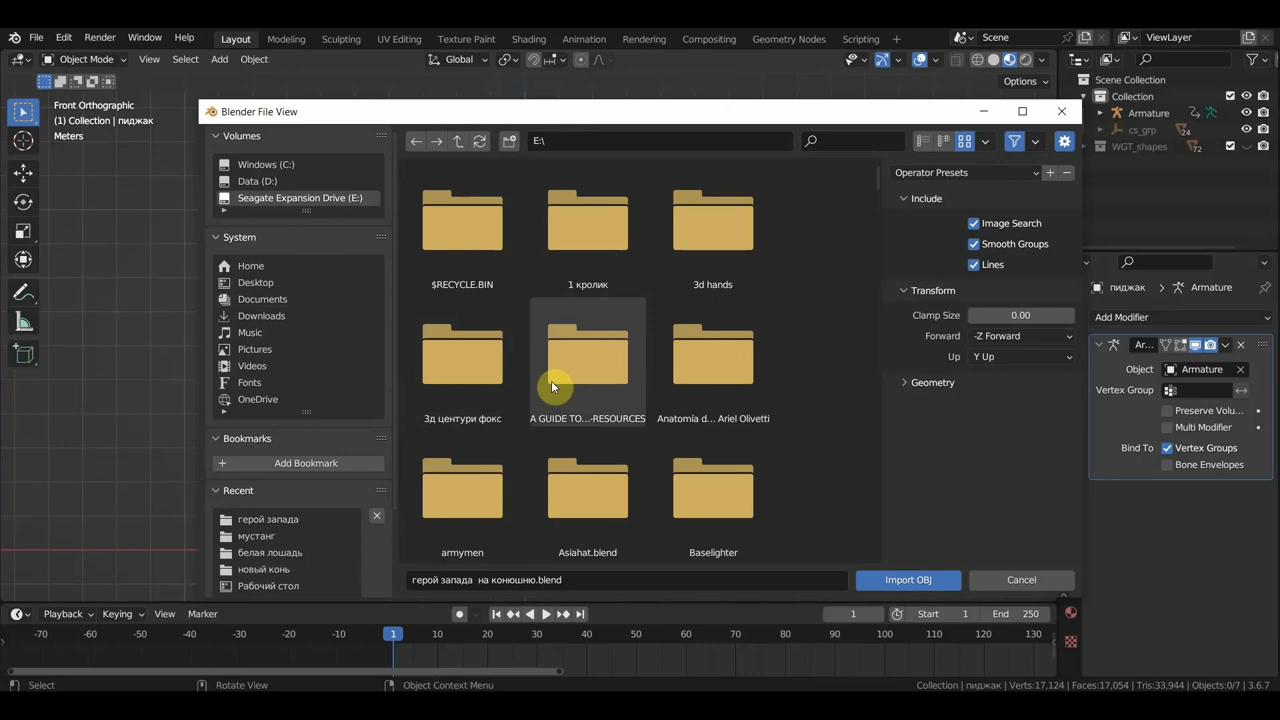 File Edit Render Window Help Layout Modeling Sculpting UV Editing Texture Paint Shading Animation Rendering Compositing Geometry Nodes Scripting + Scene ViewLayer
Object Mode View Select Add Object Global
Options
Front Orthographic
(1) Collection | пиджак
Meters
Scene Collection
Collection
Armature
cs_grp 24
WGT_shapes 72
Blender File View
Volumes
Windows (C:)
Data (D:)
Seagate Expansion Drive (E:)
System
Home
Desktop
Documents
Downloads
Music
Pictures
Videos
Fonts
OneDrive
Bookmarks
Add Bookmark
Recent
герой запада
мустанг
белая лошадь
новый конь
Рабочий стол
E:\
$RECYCLE.BIN 1 кролик 3d hands
3д центури фокс A GUIDE TO...-RESOURCES Anatomía d... Ariel Olivetti
armymen Asiahat.blend Baselighter
герой запада  на конюшню.blend Import OBJ Cancel
Operator Presets
Include
Image Search
Smooth Groups
Lines
Transform
Clamp Size 0.00
Forward -Z Forward
Up Y Up
Geometry
пиджак > Armature
Add Modifier
Ar...
Object Armature
Vertex Group
Preserve Volu...
Multi Modifier
Bind To Vertex Groups
Bone Envelopes
Playback Keying View Marker 1 Start 1 End 250
-70 -60 -50 -40 -30 -20 -10 1 10 20 30 40 50 60 70 80 90 100 110 120 130
Select Rotate View Object Context Menu Collection | пиджак | Verts:17,124 | Faces:17,054 | Tris:33,944 | Objects:0/7 | 3.6.7